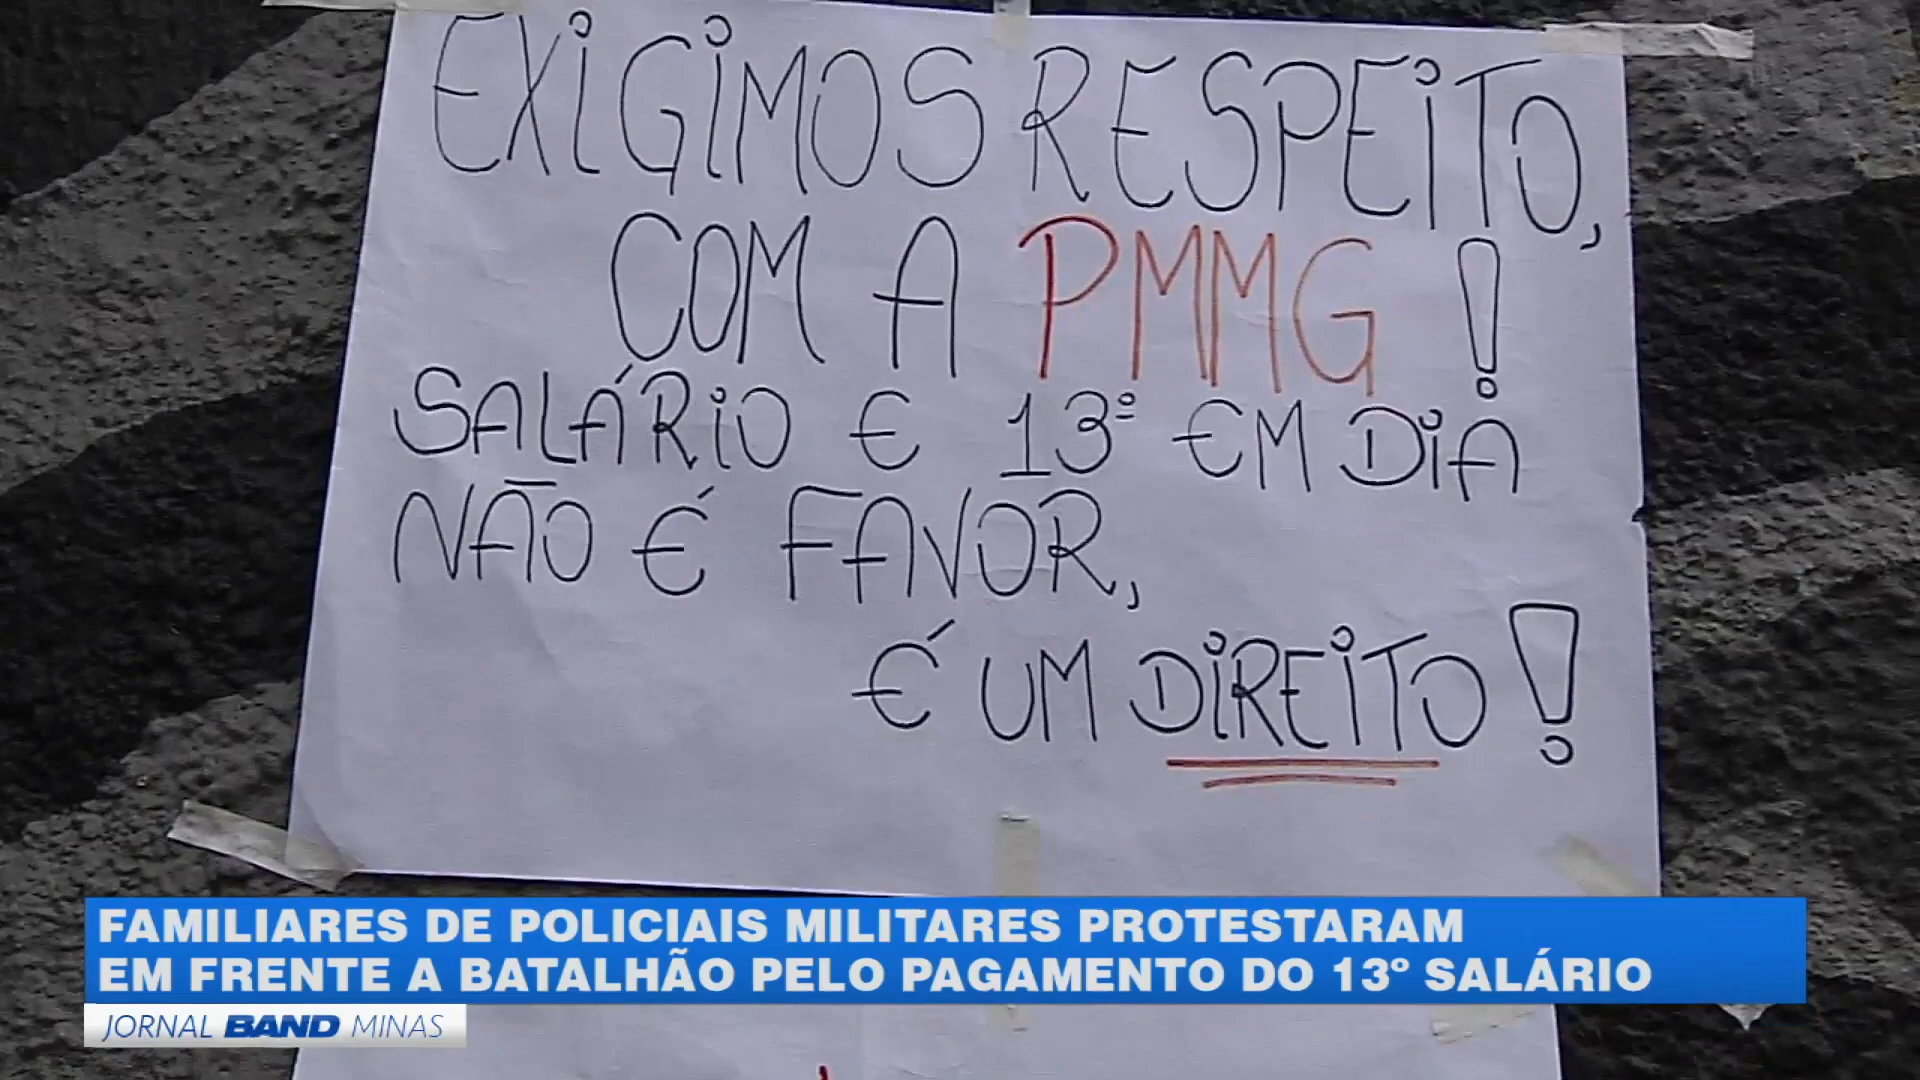 EXIGIMOS RESPEITO,
COM A PMMG!
SALÁRIO E 13º EM DIA
NÃO É FAVOR,
É UM DIREITO!
FAMILIARES DE POLICIAIS MILITARES PROTESTARAM
EM FRENTE A BATALHÃO PELO PAGAMENTO DO 13º SALÁRIO
JORNAL BAND MINAS